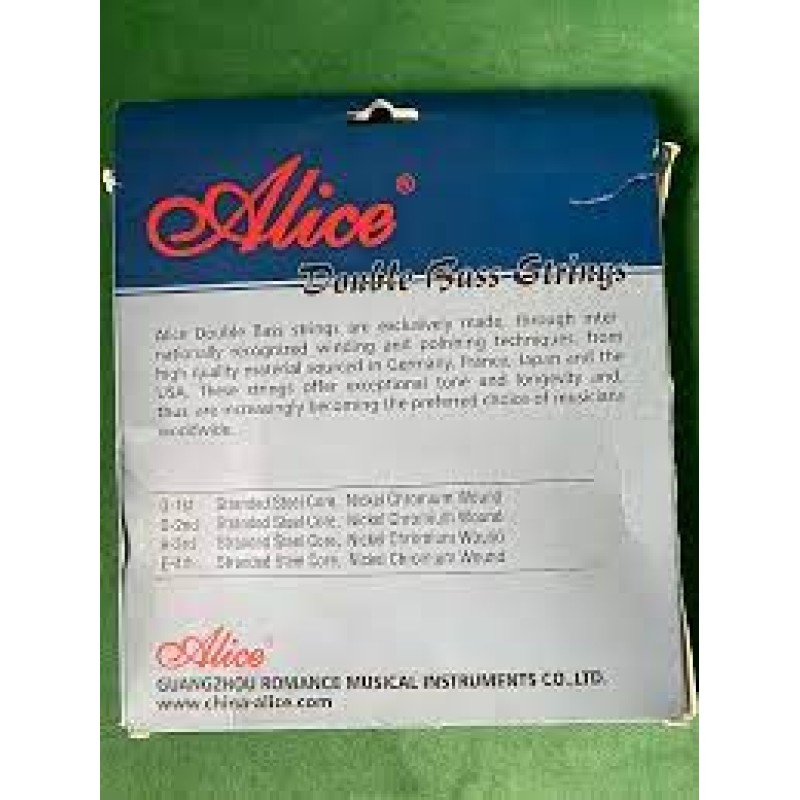 Alice®
Double Bass Strings
Alice Double Bass strings are exclusively made, through inter-
nationally recognized winding and polishing techniques, from
high quality material sourced in Germany, France, Japan and the
USA. These strings offer exceptional tone and longevity and,
thus are increasingly becoming the preferred choice of musicians
worldwide.
G-1st Stranded Steel Core, Nickel Chromium Wound
D-2nd Stranded Steel Core, Nickel Chromium Wound
A-3rd Stranded Steel Core, Nickel Chromium Wound
E-4th Stranded Steel Core, Nickel Chromium Wound
Alice®
GUANGZHOU ROMANCE MUSICAL INSTRUMENTS CO.,LTD.
www.china-alice.com